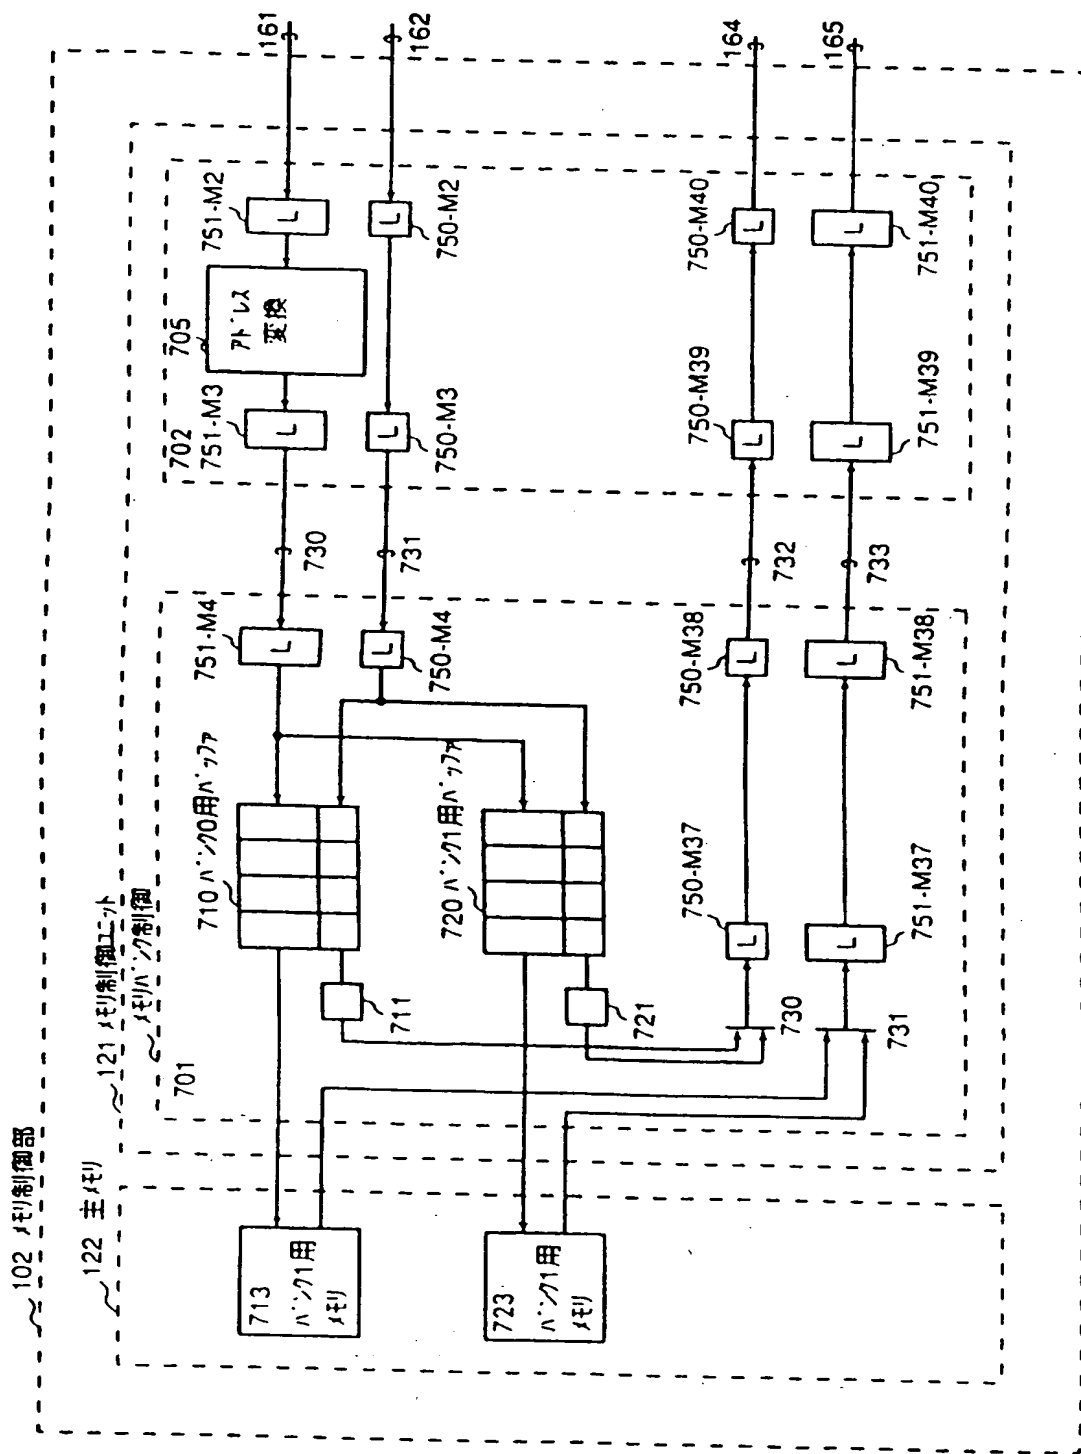 102 メモリ制御部
122 主メモリ
121 メモリ制御ユニット
メモリバンク制御
701
702
161
162
164
165
751-M2
L
705
アドレス
変換
751-M3
L
750-M2
L
750-M3
L
730
731
751-M4
L
750-M4
L
710 バンク0用バッファ
720 バンク1用バッファ
711
721
713
バンク1用
メモリ
723
バンク1用
メモリ
730
731
750-M37
L
751-M37
L
750-M38
L
751-M38
L
732
733
750-M39
L
751-M39
L
750-M40
L
751-M40
L